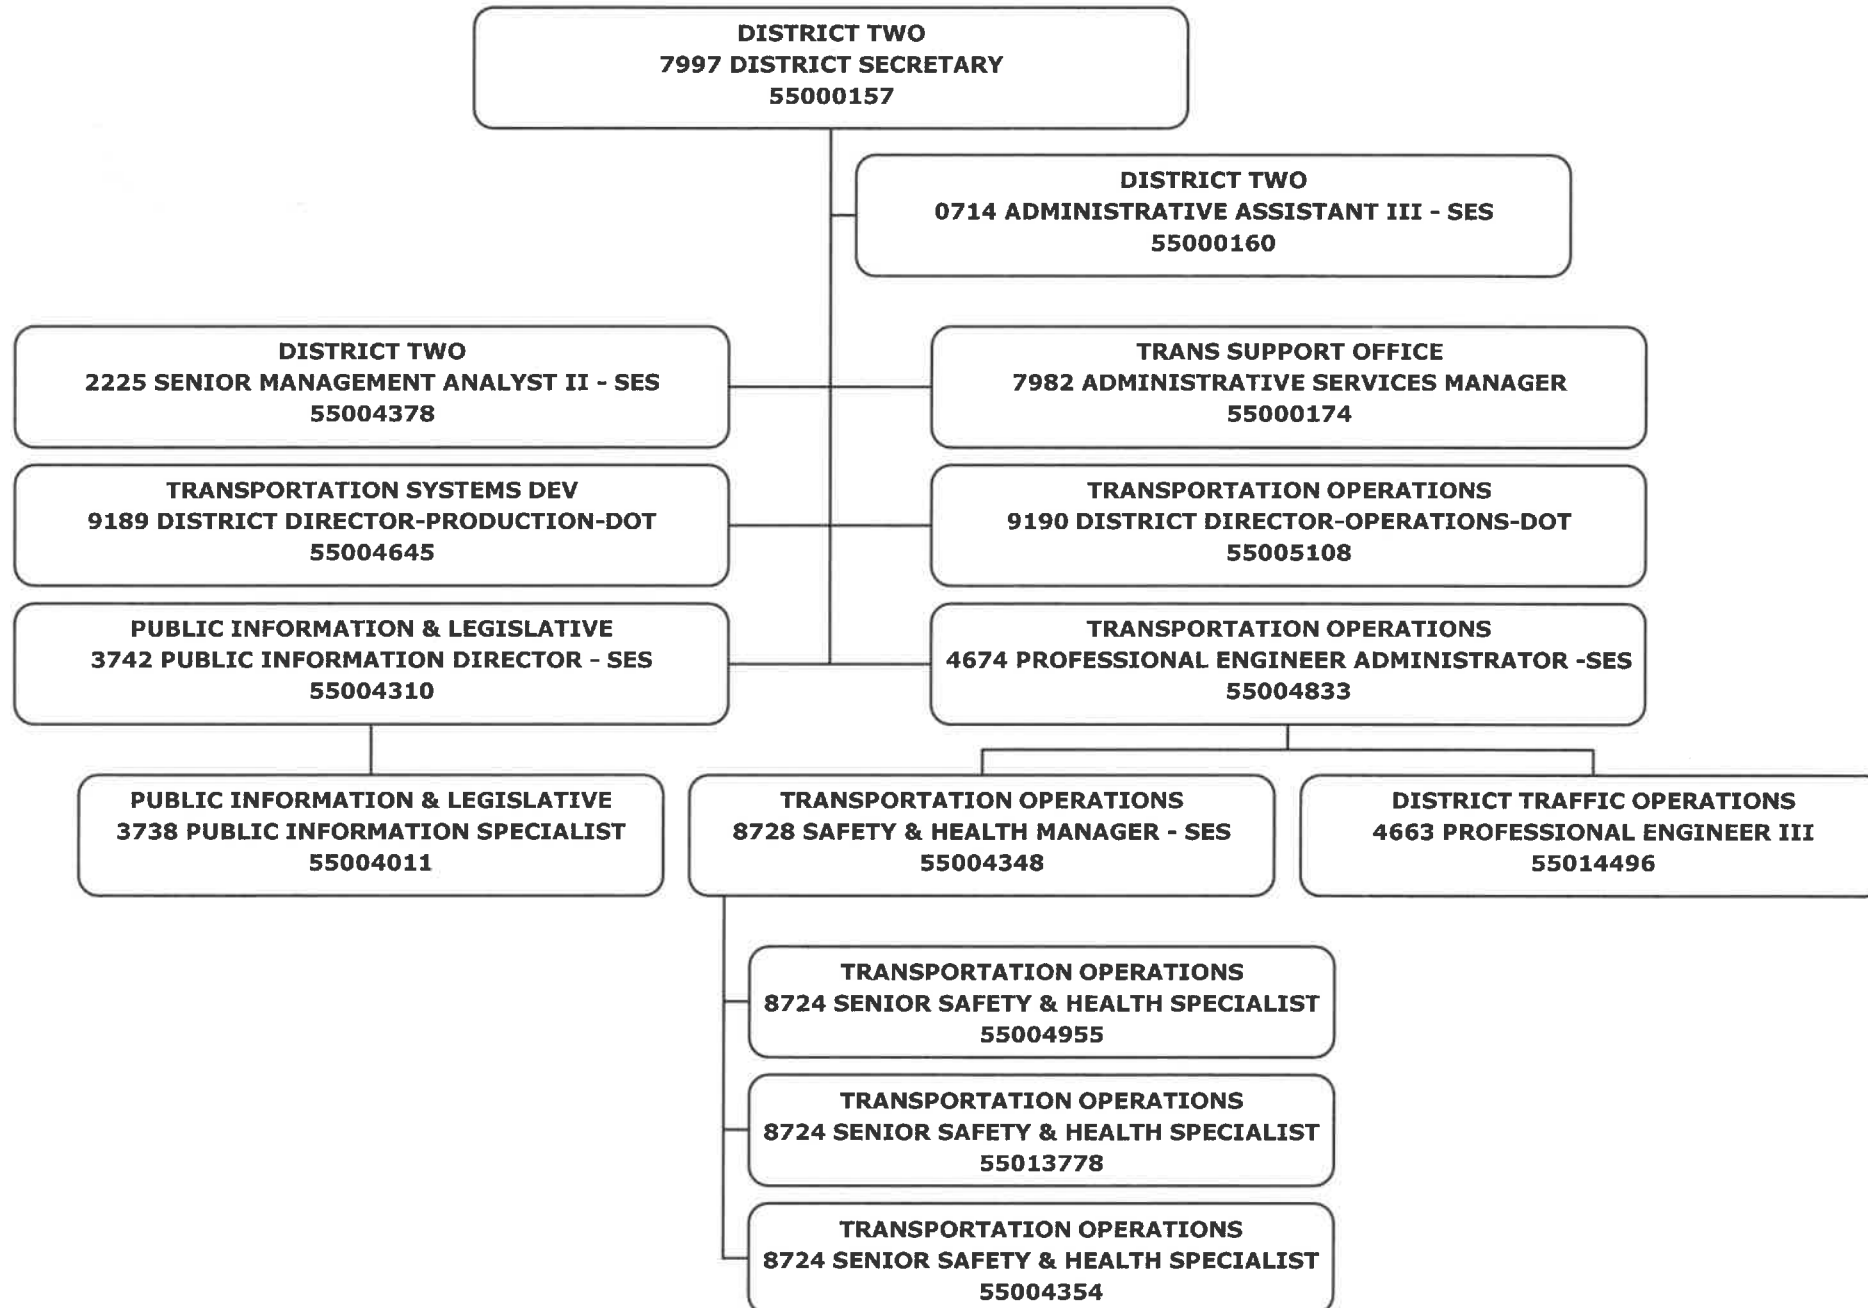 DISTRICT TWO
7997 DISTRICT SECRETARY
55000157
DISTRICT TWO
0714 ADMINISTRATIVE ASSISTANT III - SES
55000160
DISTRICT TWO
2225 SENIOR MANAGEMENT ANALYST II - SES
55004378
TRANS SUPPORT OFFICE
7982 ADMINISTRATIVE SERVICES MANAGER
55000174
TRANSPORTATION SYSTEMS DEV
9189 DISTRICT DIRECTOR-PRODUCTION-DOT
55004645
TRANSPORTATION OPERATIONS
9190 DISTRICT DIRECTOR-OPERATIONS-DOT
55005108
PUBLIC INFORMATION & LEGISLATIVE
3742 PUBLIC INFORMATION DIRECTOR - SES
55004310
TRANSPORTATION OPERATIONS
4674 PROFESSIONAL ENGINEER ADMINISTRATOR -SES
55004833
PUBLIC INFORMATION & LEGISLATIVE
3738 PUBLIC INFORMATION SPECIALIST
55004011
TRANSPORTATION OPERATIONS
8728 SAFETY & HEALTH MANAGER - SES
55004348
DISTRICT TRAFFIC OPERATIONS
4663 PROFESSIONAL ENGINEER III
55014496
TRANSPORTATION OPERATIONS
8724 SENIOR SAFETY & HEALTH SPECIALIST
55004955
TRANSPORTATION OPERATIONS
8724 SENIOR SAFETY & HEALTH SPECIALIST
55013778
TRANSPORTATION OPERATIONS
8724 SENIOR SAFETY & HEALTH SPECIALIST
55004354